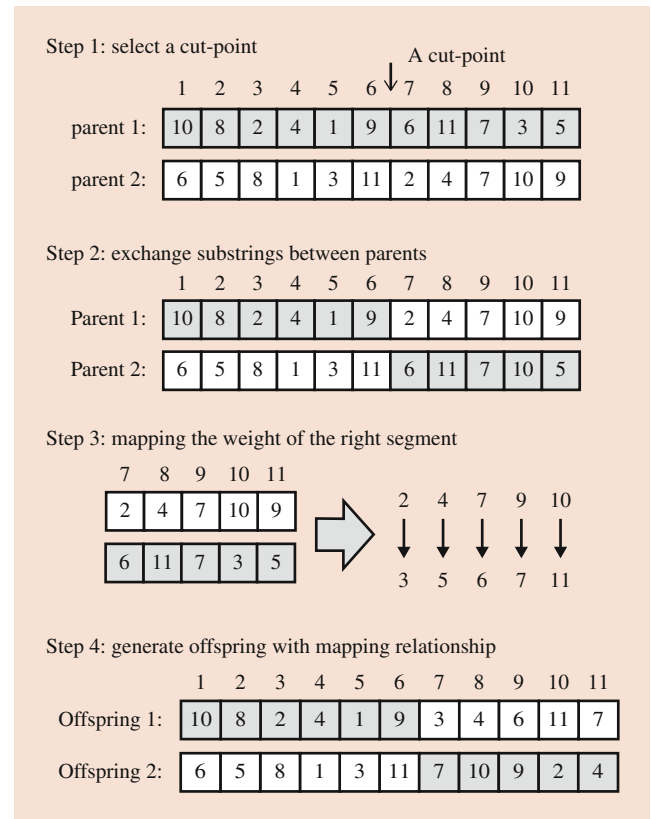 Step 1: select a cut-point
A cut-point
1 2 3 4 5 6 7 8 9 10 11
parent 1: 10 8 2 4 1 9 6 11 7 3 5
parent 2: 6 5 8 1 3 11 2 4 7 10 9
Step 2: exchange substrings between parents
1 2 3 4 5 6 7 8 9 10 11
Parent 1: 10 8 2 4 1 9 2 4 7 10 9
Parent 2: 6 5 8 1 3 11 6 11 7 10 5
Step 3: mapping the weight of the right segment
7 8 9 10 11
2 4 7 10 9
6 11 7 3 5
2 4 7 9 10
3 5 6 7 11
Step 4: generate offspring with mapping relationship
1 2 3 4 5 6 7 8 9 10 11
Offspring 1: 10 8 2 4 1 9 3 4 6 11 7
Offspring 2: 6 5 8 1 3 11 7 10 9 2 4